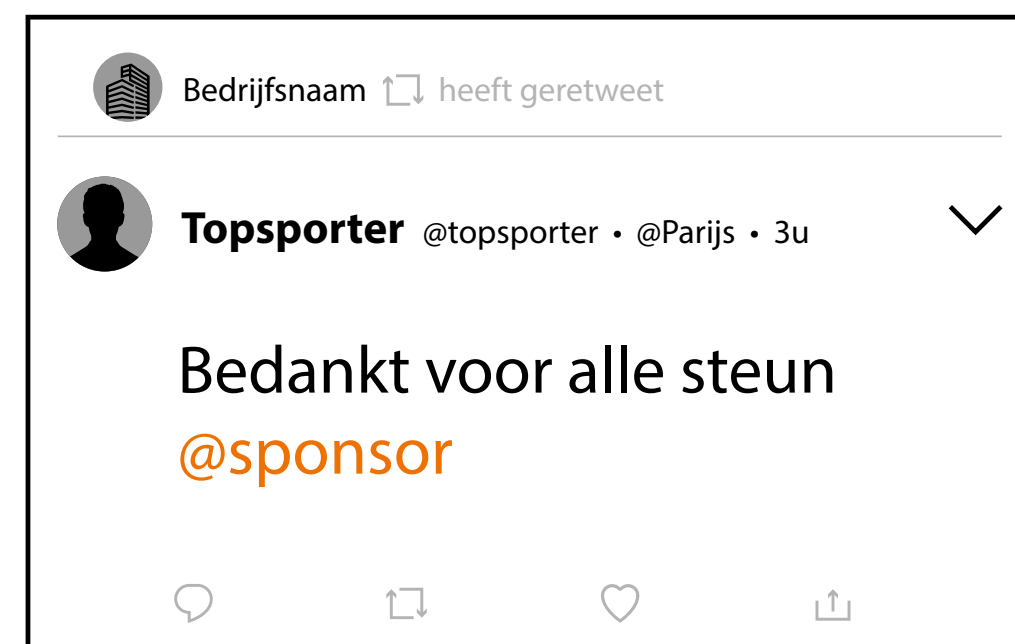 Bedrijfsnaam heeft geretweet
Topsporter @topsporter • @Parijs • 3u
Bedankt voor alle steun
@sponsor